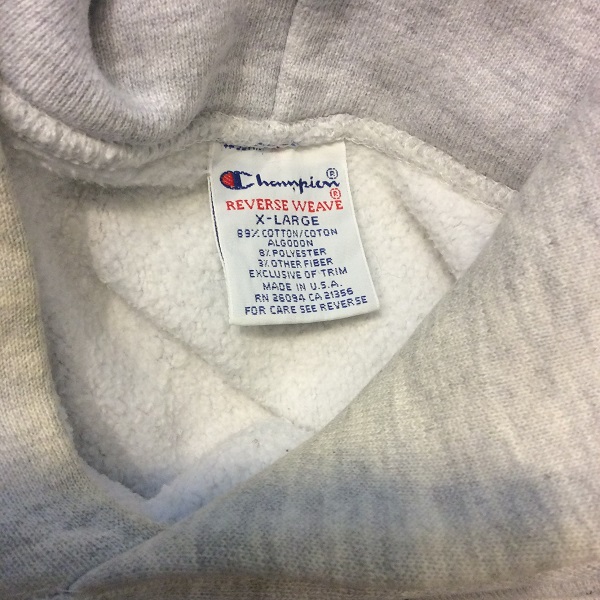 Champion®
REVERSE WEAVE®
X-LARGE
89% COTTON/COTON
ALGODON
8% POLYESTER
3% OTHER FIBER
EXCLUSIVE OF TRIM
MADE IN U.S.A.
RN 26094 CA 21356
FOR CARE SEE REVERSE